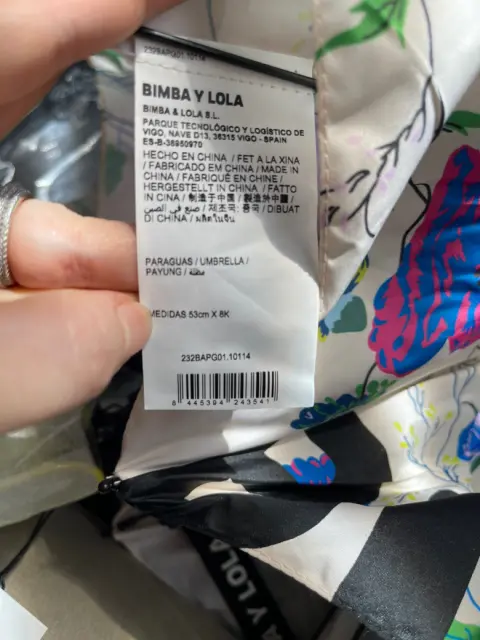 232BAPG01.10114
BIMBA Y LOLA
BIMBA & LOLA S.L.
PARQUE TECNOLÓGICO Y LOGÍSTICO DE
VIGO, NAVE D13, 36315 VIGO - SPAIN
ES-B-36950970
HECHO EN CHINA / FET A LA XINA
/ FABRICADO EM CHINA / MADE IN
CHINA / FABRIQUÉ EN CHINE /
HERGESTELLT IN CHINA / FATTO
IN CINA / 制造于中国 / 製造於中國 /
صنع في الصين / 제조국: 중국 / DIBUAT
DI CHINA / ผลิตในจีน
PARAGUAS / UMBRELLA /
PAYUNG / مظلة
MEDIDAS 53cm X 8K
232BAPG01.10114
8 445394 243541
Y LOLA